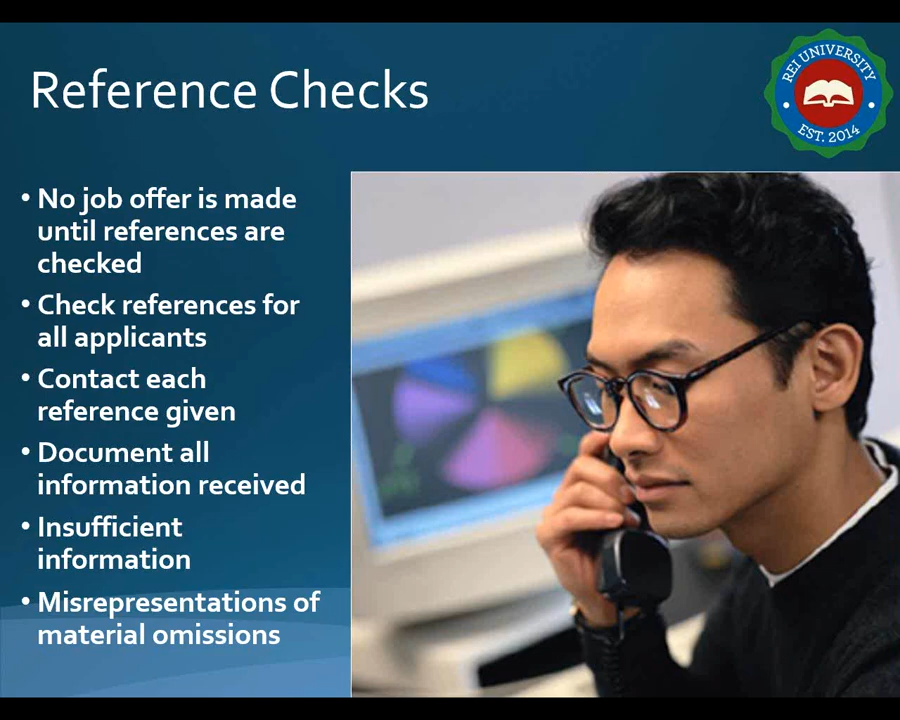 Reference Checks
REI UNIVERSITY
EST. 2014
• No job offer is made
until references are
checked
• Check references for
all applicants
• Contact each
reference given
• Document all
information received
• Insufficient
information
• Misrepresentations of
material omissions